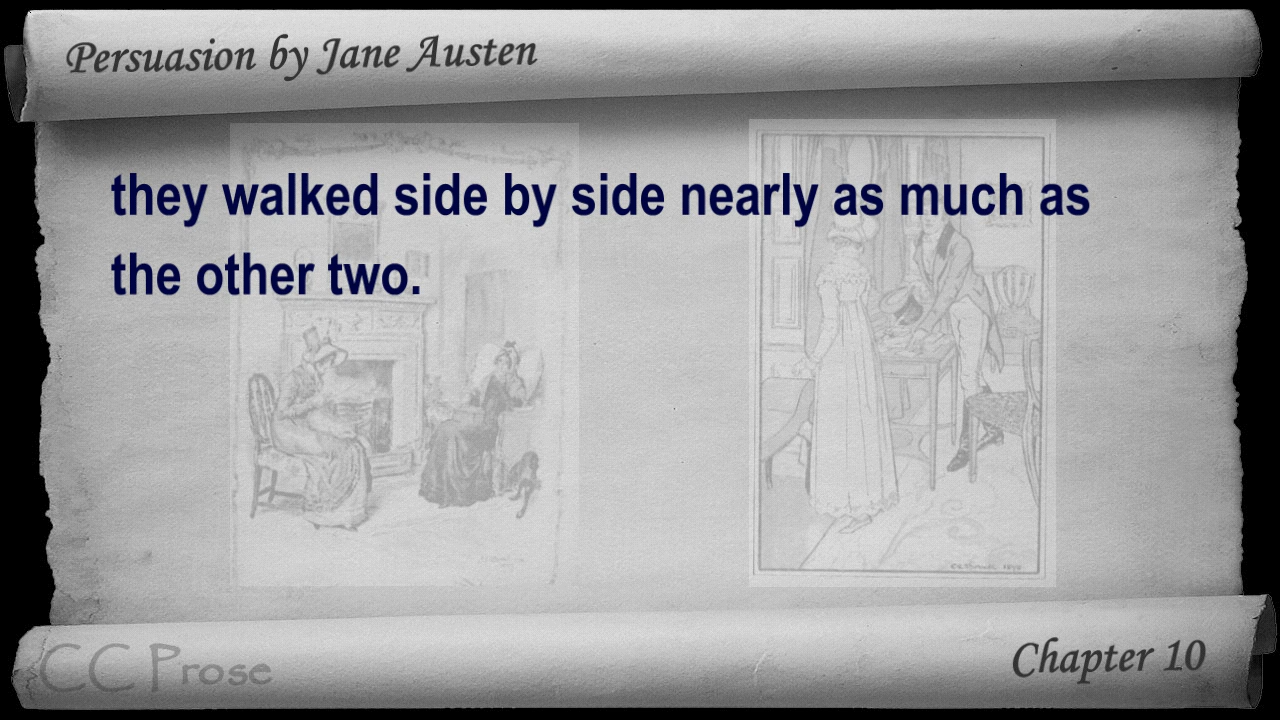 Persuasion by Jane Austen
they walked side by side nearly as much as
the other two.
CC Prose
Chapter 10